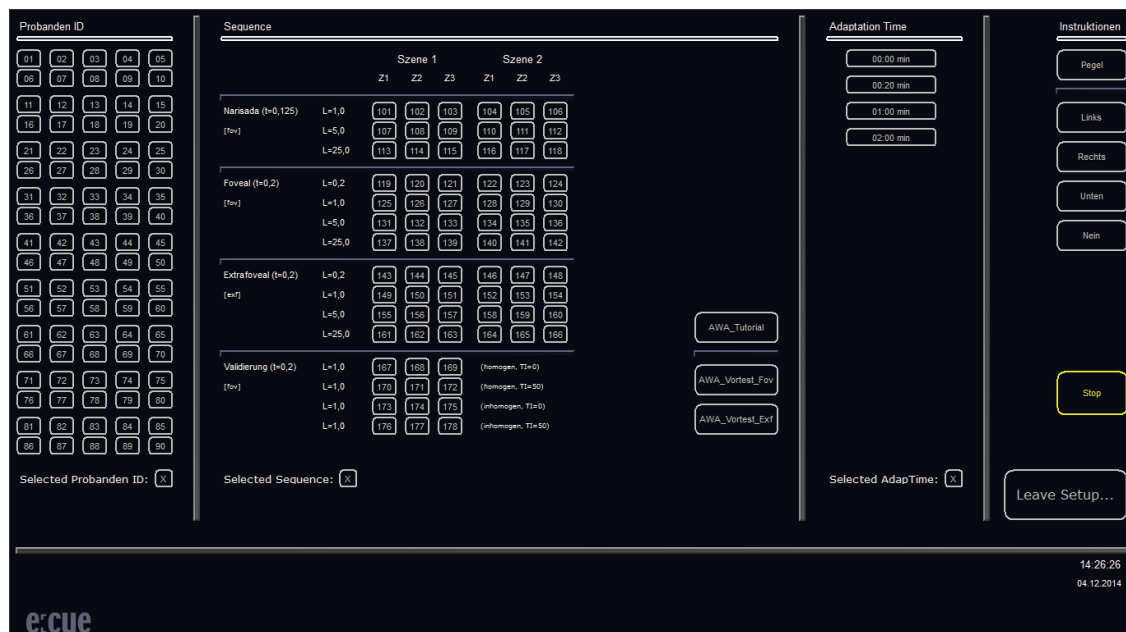 Probanden ID
01 02 03 04 05
06 07 08 09 10
11 12 13 14 15
16 17 18 19 20
21 22 23 24 25
26 27 28 29 30
31 32 33 34 35
36 37 38 39 40
41 42 43 44 45
46 47 48 49 50
51 52 53 54 55
56 57 58 59 60
61 62 63 64 65
66 67 68 69 70
71 72 73 74 75
76 77 78 79 80
81 82 83 84 85
86 87 88 89 90
Selected Probanden ID: X
Sequence
Szene 1 Szene 2
Z1 Z2 Z3 Z1 Z2 Z3
Narisada (t=0,125) L=1,0 101 102 103 104 105 106
[fov] L=5,0 107 108 109 110 111 112
L=25,0 113 114 115 116 117 118
Foveal (t=0,2) L=0,2 119 120 121 122 123 124
[fov] L=1,0 125 126 127 128 129 130
L=5,0 131 132 133 134 135 136
L=25,0 137 138 139 140 141 142
Extrafoveal (t=0,2) L=0,2 143 144 145 146 147 148
[exf] L=1,0 149 150 151 152 153 154
L=5,0 155 156 157 158 159 160
L=25,0 161 162 163 164 165 166
Validierung (t=0,2) L=1,0 167 168 169 (homogen, TI=0)
[fov] L=1,0 170 171 172 (homogen, TI=50)
L=1,0 173 174 175 (inhomogen, TI=0)
L=1,0 176 177 178 (inhomogen, TI=50)
AWA_Tutorial
AWA_Vortest_Fov
AWA_Vortest_Exf
Selected Sequence: X
Adaptation Time
00:00 min
00:20 min
01:00 min
02:00 min
Selected AdapTime: X
Instruktionen
Pegel
Links
Rechts
Unten
Nein
Stop
Leave Setup...
14:26:26
04.12.2014
e:cue